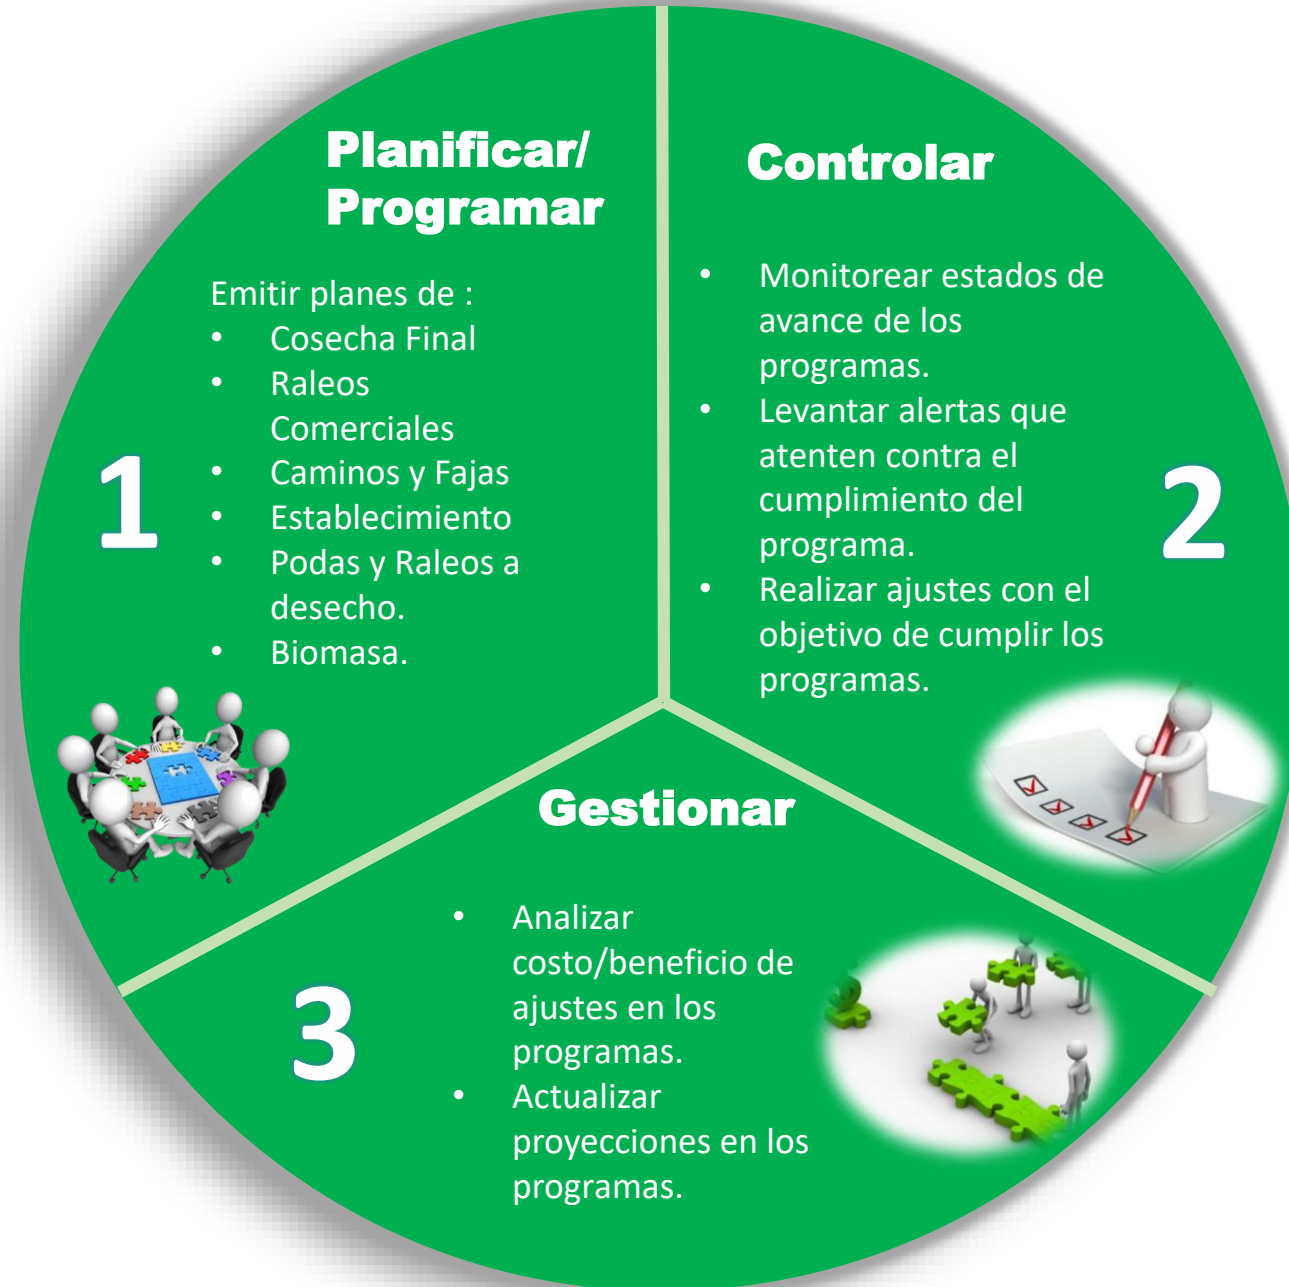 Planificar/
Programar
Emitir planes de :
• Cosecha Final
• Raleos
Comerciales
• Caminos y Fajas
• Establecimiento
• Podas y Raleos a
desecho.
• Biomasa.
1
Controlar
• Monitorear estados de
avance de los
programas.
• Levantar alertas que
atenten contra el
cumplimiento del
programa.
• Realizar ajustes con el
objetivo de cumplir los
programas.
2
Gestionar
• Analizar
costo/beneficio de
ajustes en los
programas.
• Actualizar
proyecciones en los
programas.
3